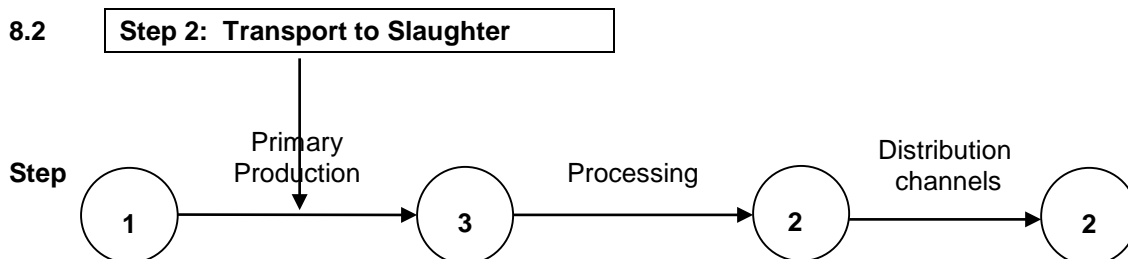 8.2 Step 2: Transport to Slaughter
Primary
Production
Step
Processing
Distribution
channels
1
3
2
2